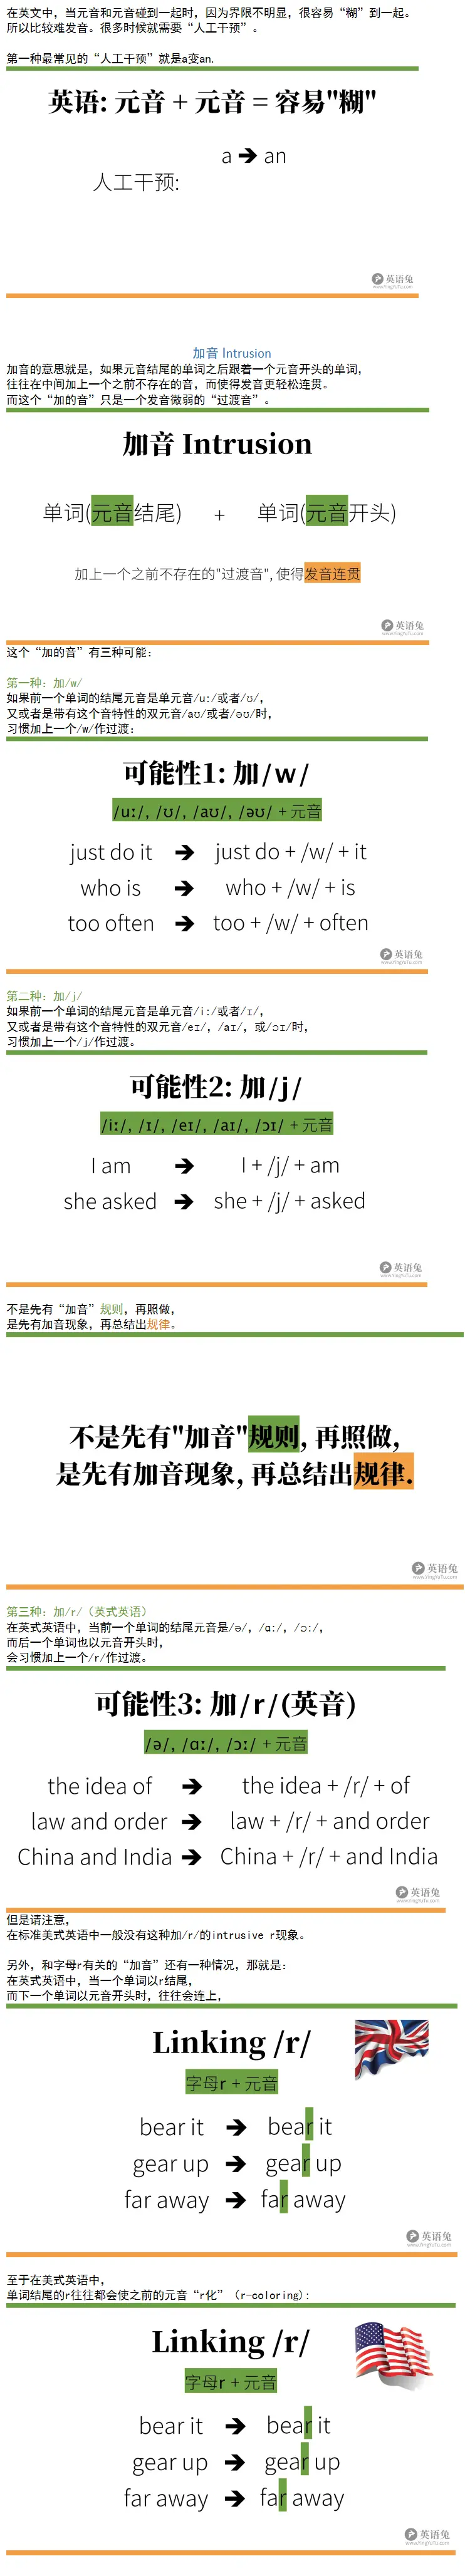 在英文中，当元音和元音碰到一起时，因为界限不明显，很容易“糊”到一起。
所以比较难发音。很多时候就需要“人工干预”。
第一种最常见的“人工干预”就是a变an.
英语: 元音 + 元音 = 容易"糊"
a ➔ an
人工干预:
英语兔
www.YingYuTu.com
加音 Intrusion
加音的意思就是，如果元音结尾的单词之后跟着一个元音开头的单词，
往往在中间加上一个之前不存在的音，而使得发音更轻松连贯。
而这个“加的音”只是一个发音微弱的“过渡音”。
加音 Intrusion
单词(元音结尾) + 单词(元音开头)
加上一个之前不存在的"过渡音", 使得发音连贯
英语兔
www.YingYuTu.com
这个“加的音”有三种可能：
第一种：加/w/
如果前一个单词的结尾元音是单元音/uː/或者/ʊ/，
又或者是带有这个音特性的双元音/aʊ/或者/əʊ/时，
习惯加上一个/w/作过渡：
可能性1: 加/w/
/uː/, /ʊ/, /aʊ/, /əʊ/ + 元音
just do it ➔ just do + /w/ + it
who is ➔ who + /w/ + is
too often ➔ too + /w/ + often
英语兔
www.YingYuTu.com
第二种：加/j/
如果前一个单词的结尾元音是单元音/iː/或者/ɪ/，
又或者是带有这个音特性的双元音/eɪ/，/aɪ/，或/ɔɪ/时，
习惯加上一个/j/作过渡。
可能性2: 加/j/
/iː/, /ɪ/, /eɪ/, /aɪ/, /ɔɪ/ + 元音
I am ➔ I + /j/ + am
she asked ➔ she + /j/ + asked
英语兔
www.YingYuTu.com
不是先有“加音”规则，再照做，
是先有加音现象，再总结出规律。
不是先有"加音"规则, 再照做,
是先有加音现象, 再总结出规律.
英语兔
www.YingYuTu.com
第三种：加/r/（英式英语）
在英式英语中，当前一个单词的结尾元音是/ə/，/ɑː/，/ɔː/，
而后一个单词也以元音开头时，
会习惯加上一个/r/作过渡。
可能性3: 加/r/(英音)
/ə/, /ɑː/, /ɔː/ + 元音
the idea of ➔ the idea + /r/ + of
law and order ➔ law + /r/ + and order
China and India ➔ China + /r/ + and India
英语兔
www.YingYuTu.com
但是请注意，
在标准美式英语中一般没有这种加/r/的intrusive r现象。
另外，和字母r有关的“加音”还有一种情况，那就是：
在英式英语中，当一个单词以r结尾，
而下一个单词以元音开头时，往往会连上，
Linking /r/
字母r + 元音
bear it ➔ bear it
gear up ➔ gear up
far away ➔ far away
英语兔
www.YingYuTu.com
至于在美式英语中，
单词结尾的r往往都会使之前的元音“r化”（r-coloring）：
Linking /r/
字母r + 元音
bear it ➔ bear it
gear up ➔ gear up
far away ➔ far away
英语兔
www.YingYuTu.com